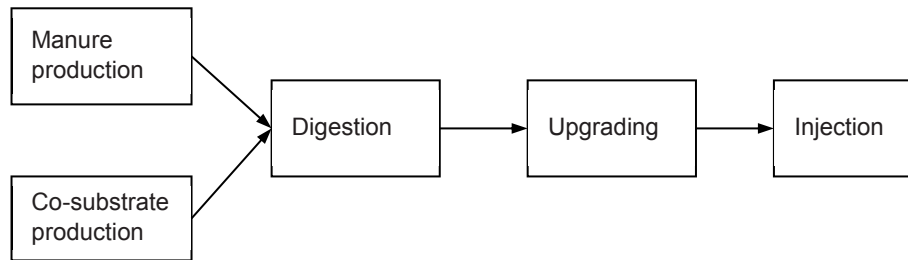 Manure
production
Digestion
Upgrading
Injection
Co-substrate
production